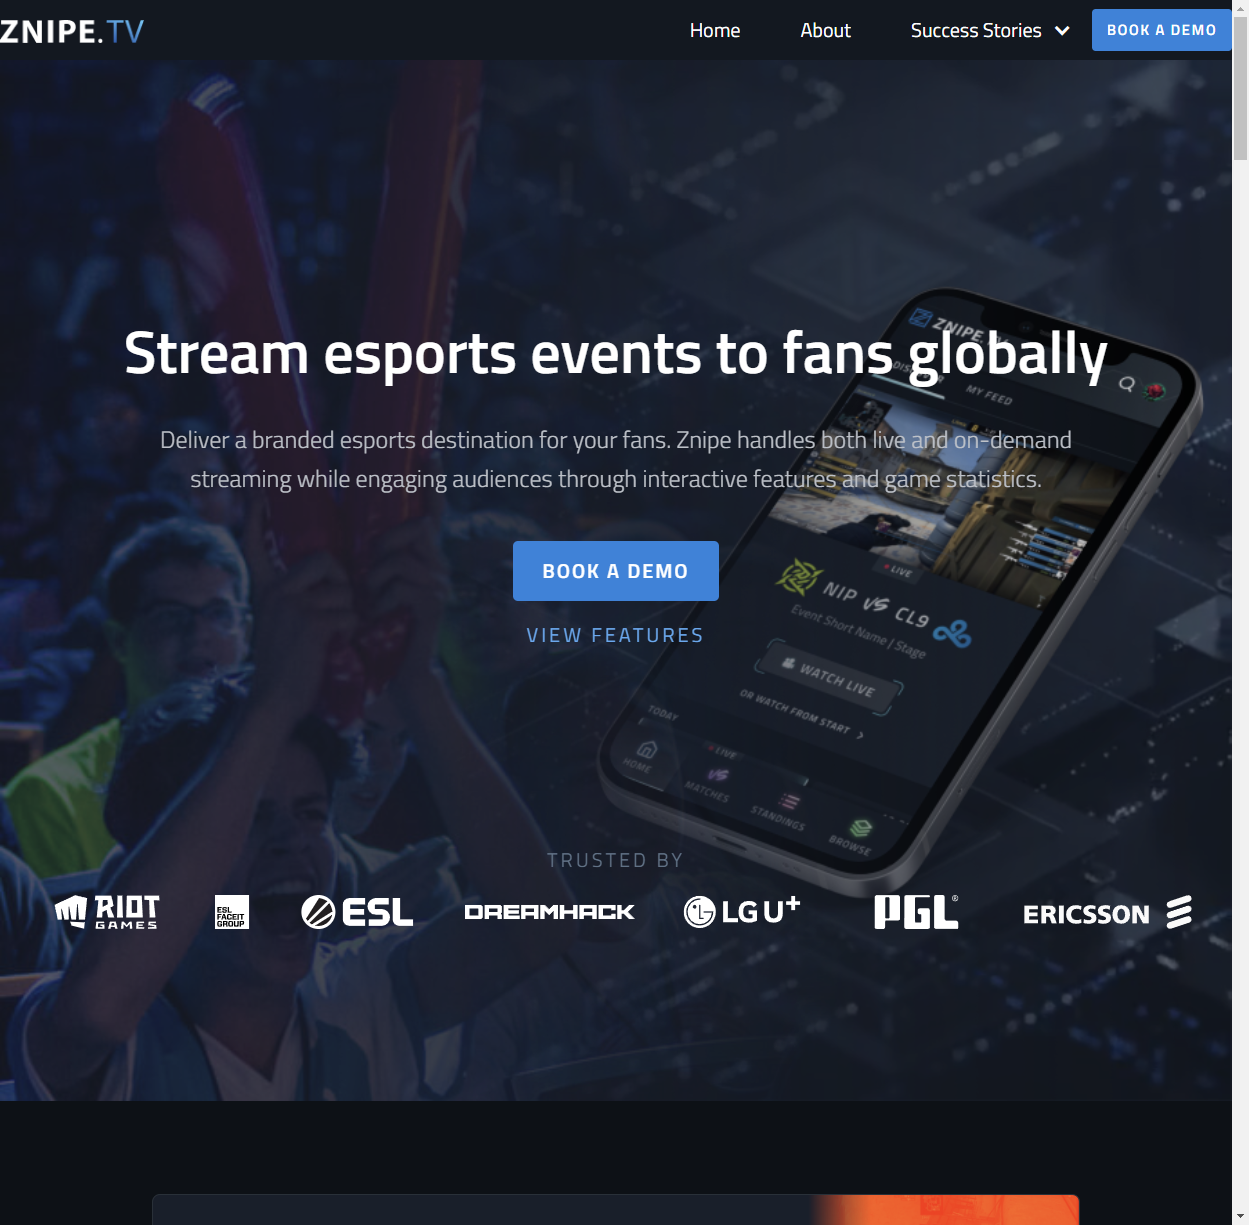 ZNIPE.TV
Home
About
Success Stories
BOOK A DEMO
ZNIPE.
Stream esports events to fans globally
MY FEED
Deliver a branded esports destination for your fans. Znipe handles both live and on-demand
streaming while engaging audiences through interactive features and game statistics.
BOOK A DEMO
VIEW FEATURES
LIVE
NIP VS CL9
Event Short Name | Stage
WATCH LIVE
OR WATCH FROM START >
TODAY
LIVE
HOME
VS
MATCHES
STANDINGS
BROWSE
TRUSTED BY
RIOT
GAMES
ESL
FACEIT
GROUP
ESL
DREAMHACK
LG U+
PGL®
ERICSSON